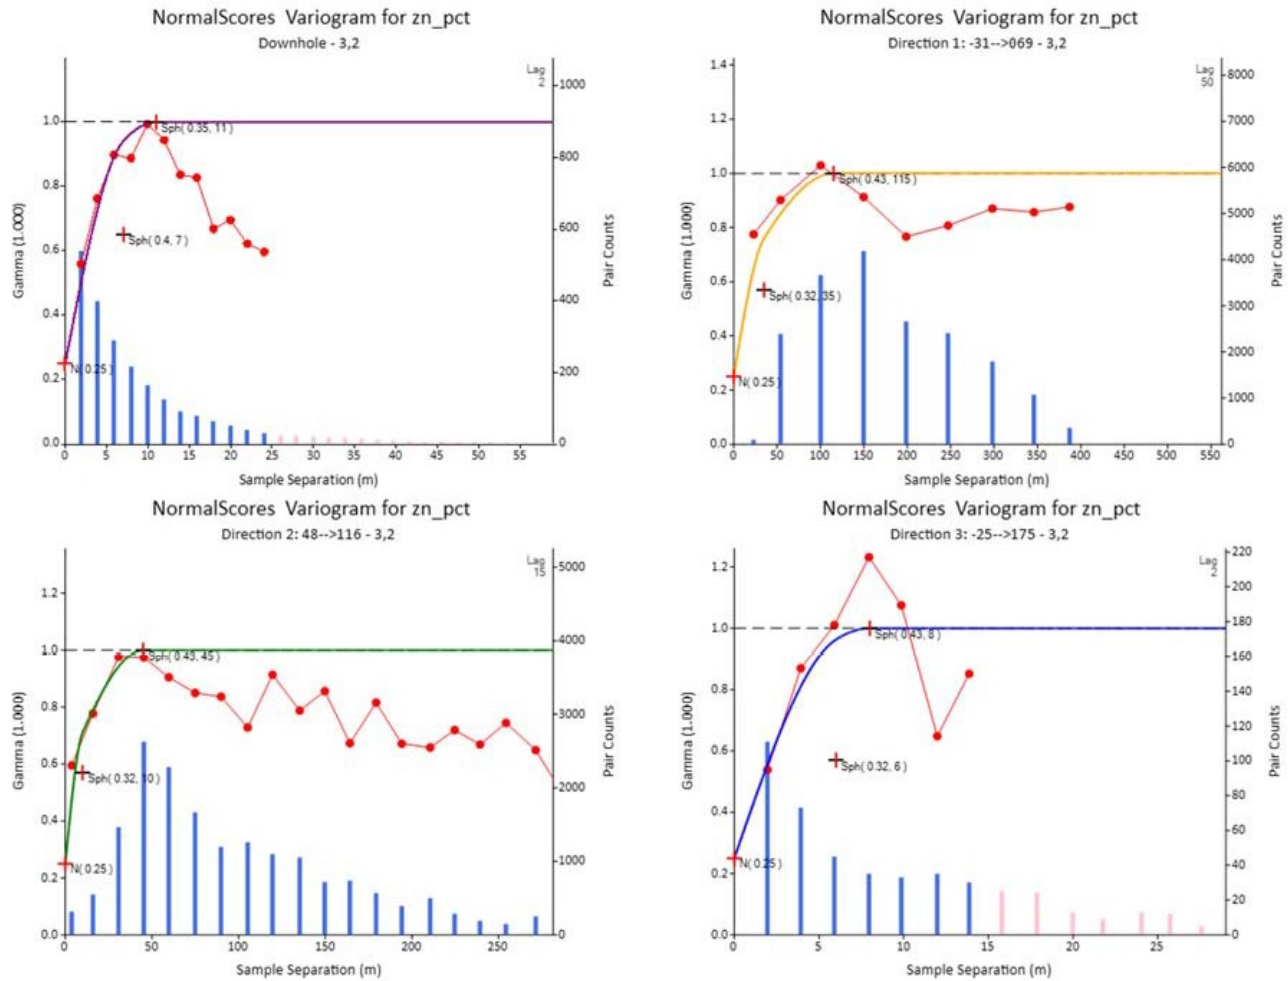 NormalScores Variogram for zn_pct
Downhole - 3,2
Lag
2
Gamma (1.000)
1.0
0.8
0.6
0.4
0.2
0.0
Sph( 0.35, 11 )
Sph( 0.4, 7 )
N( 0.25 )
1000
800
600
400
200
0
Pair Counts
0 5 10 15 20 25 30 35 40 45 50 55
Sample Separation (m)
NormalScores Variogram for zn_pct
Direction 1: -31-->069 - 3,2
Lag
50
Gamma (1.000)
1.4
1.2
1.0
0.8
0.6
0.4
0.2
0.0
Sph( 0.43, 115 )
Sph( 0.32, 35 )
N( 0.25 )
8000
7000
6000
5000
4000
3000
2000
1000
0
Pair Counts
0 50 100 150 200 250 300 350 400 450 500 550
Sample Separation (m)
NormalScores Variogram for zn_pct
Direction 2: 48-->116 - 3,2
Lag
15
Gamma (1.000)
1.2
1.0
0.8
0.6
0.4
0.2
0.0
Sph( 0.43, 45 )
Sph( 0.32, 10 )
N( 0.25 )
5000
4000
3000
2000
1000
0
Pair Counts
0 50 100 150 200 250
Sample Separation (m)
NormalScores Variogram for zn_pct
Direction 3: -25-->175 - 3,2
Lag
2
Gamma (1.000)
1.2
1.0
0.8
0.6
0.4
0.2
0.0
Sph( 0.43, 8 )
Sph( 0.32, 6 )
N( 0.25 )
220
200
180
160
140
120
100
80
60
40
20
0
Pair Counts
0 5 10 15 20 25
Sample Separation (m)